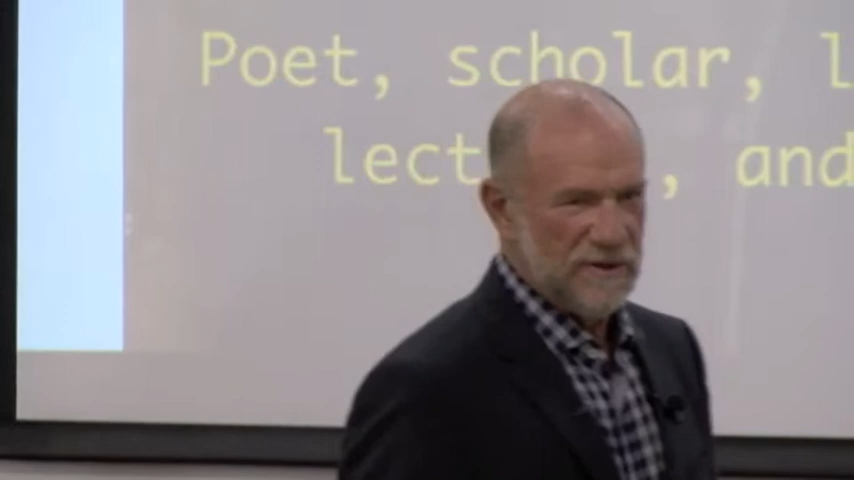 Poet, scholar,
, and